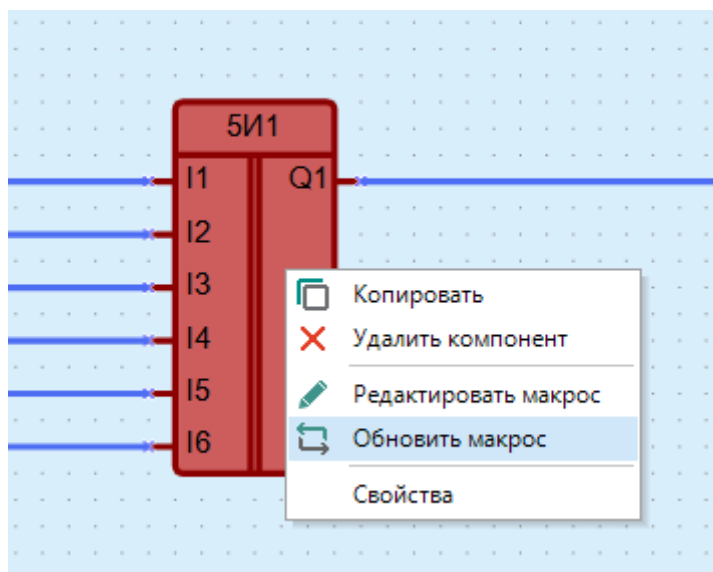 5И1
I1 Q1
I2
I3
I4
I5
I6
Копировать
Удалить компонент
Редактировать макрос
Обновить макрос
Свойства